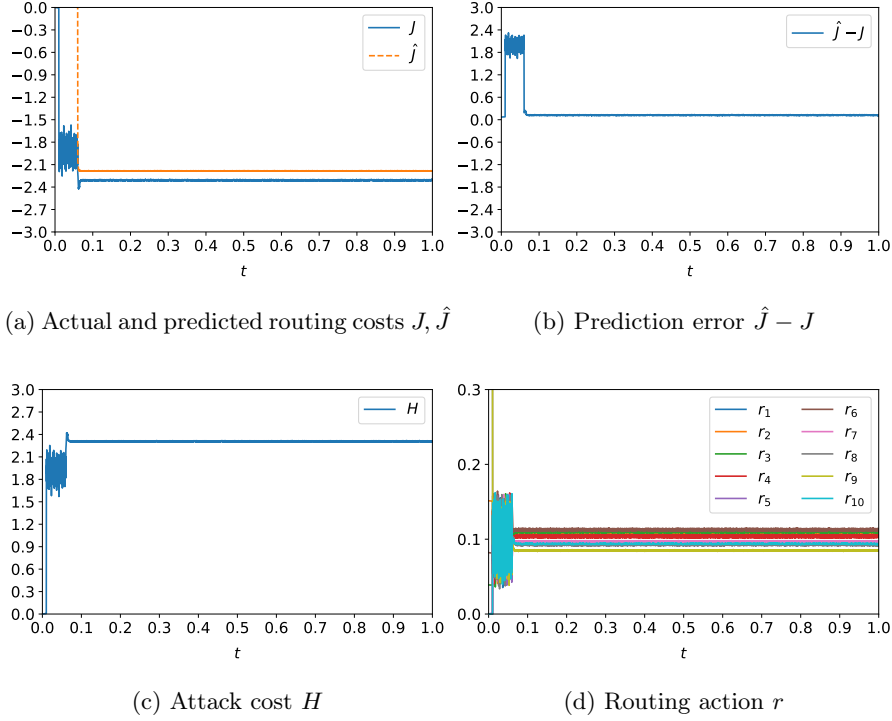 0.0
−0.3
−0.6
−0.9
−1.2
−1.5
−1.8
−2.1
−2.4
−2.7
−3.0
0.0 0.1 0.2 0.3 0.4 0.5 0.6 0.7 0.8 0.9 1.0
t
J
Ĵ
(a) Actual and predicted routing costs J, Ĵ
3.0
2.4
1.8
1.2
0.6
0.0
−0.6
−1.2
−1.8
−2.4
−3.0
0.0 0.1 0.2 0.3 0.4 0.5 0.6 0.7 0.8 0.9 1.0
t
Ĵ − J
(b) Prediction error Ĵ − J
3.0
2.7
2.4
2.1
1.8
1.5
1.2
0.9
0.6
0.3
0.0
0.0 0.1 0.2 0.3 0.4 0.5 0.6 0.7 0.8 0.9 1.0
t
H
(c) Attack cost H
0.3
0.2
0.1
0.0
0.0 0.1 0.2 0.3 0.4 0.5 0.6 0.7 0.8 0.9 1.0
t
r₁ r₆
r₂ r₇
r₃ r₈
r₄ r₉
r₅ r₁₀
(d) Routing action r